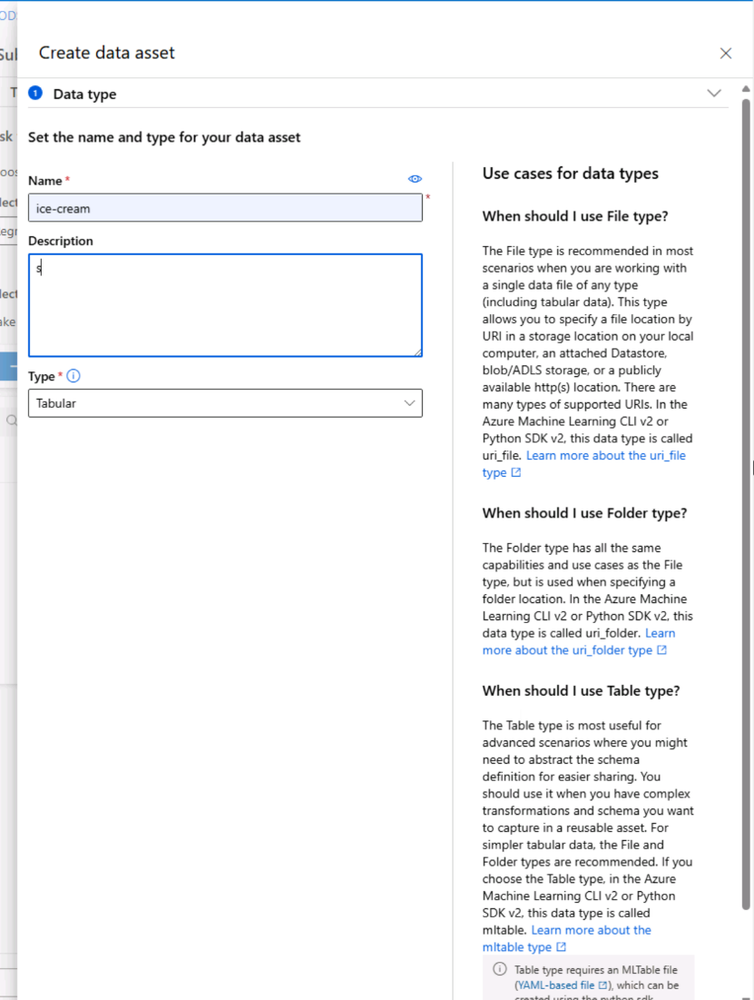 OD
Create data asset
Sul
1 Data type
T
Set the name and type for your data asset
sk
oos
Name *
ice-cream *
lect
egr
Description
s
lect
ake
Type *
Tabular
Use cases for data types
When should I use File type?
The File type is recommended in most
scenarios when you are working with
a single data file of any type
(including tabular data). This type
allows you to specify a file location by
URI in a storage location on your local
computer, an attached Datastore,
blob/ADLS storage, or a publicly
available http(s) location. There are
many types of supported URIs. In the
Azure Machine Learning CLI v2 or
Python SDK v2, this data type is called
uri_file. Learn more about the uri_file
type
When should I use Folder type?
The Folder type has all the same
capabilities and use cases as the File
type, but is used when specifying a
folder location. In the Azure Machine
Learning CLI v2 or Python SDK v2, this
data type is called uri_folder. Learn
more about the uri_folder type
When should I use Table type?
The Table type is most useful for
advanced scenarios where you might
need to abstract the schema
definition for easier sharing. You
should use it when you have complex
transformations and schema you want
to capture in a reusable asset. For
simpler tabular data, the File and
Folder types are recommended. If you
choose the Table type, in the Azure
Machine Learning CLI v2 or Python
SDK v2, this data type is called
mltable. Learn more about the
mltable type
Table type requires an MLTable file
(YAML-based file), which can be
created using the python sdk